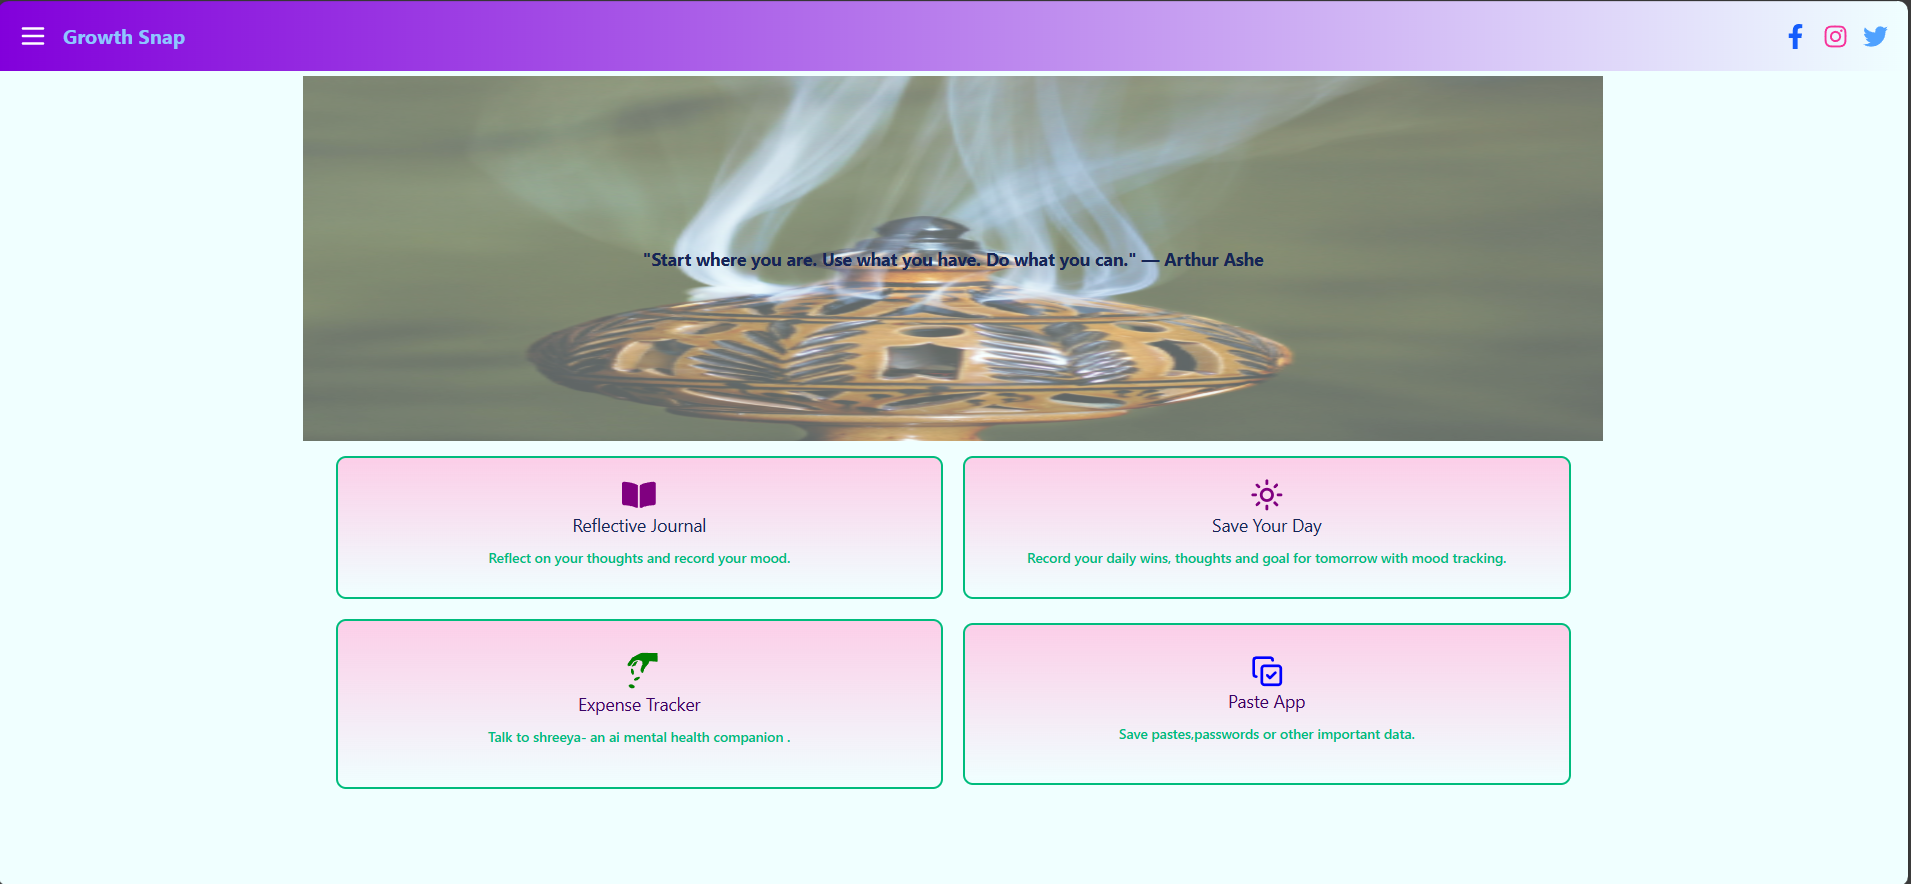 Growth Snap
"Start where you are. Use what you have. Do what you can." — Arthur Ashe
Reflective Journal
Reflect on your thoughts and record your mood.
Save Your Day
Record your daily wins, thoughts and goal for tomorrow with mood tracking.
Expense Tracker
Talk to shreeya- an ai mental health companion .
Paste App
Save pastes,passwords or other important data.